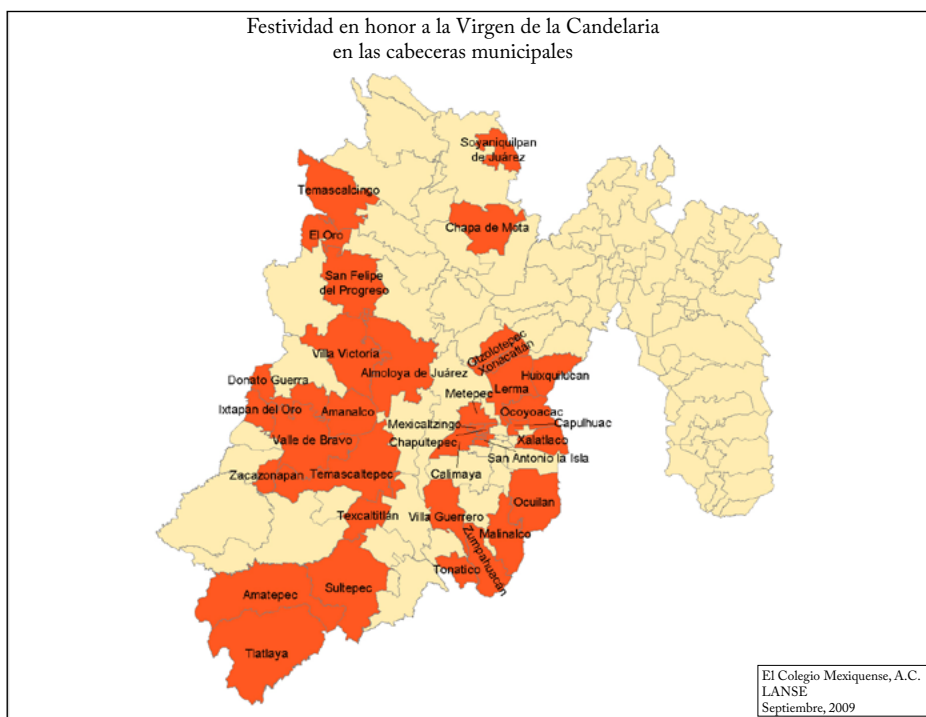 Festividad en honor a la Virgen de la Candelaria
en las cabeceras municipales
Soyaniquilpan
de Juárez
Temascalcingo
Chapa de Mota
El Oro
San Felipe
del Progreso
Otzolotepec
Xonacatlán
Villa Victoria
Almoloya de Juárez
Huixquilucan
Donato Guerra
Metepec
Lerma
Ixtapan del Oro
Amanalco
Ocoyoacac
Mexicaltzingo
Capulhuac
Valle de Bravo
Chapultepec
Xalatlaco
San Antonio la Isla
Zacazonapan
Temascaltepec
Calimaya
Ocuilan
Texcaltitlán
Villa Guerrero
Malinalco
Zumpahuacán
Tonatico
Sultepec
Amatepec
Tlatlaya
El Colegio Mexiquense, A.C.
LANSE
Septiembre, 2009